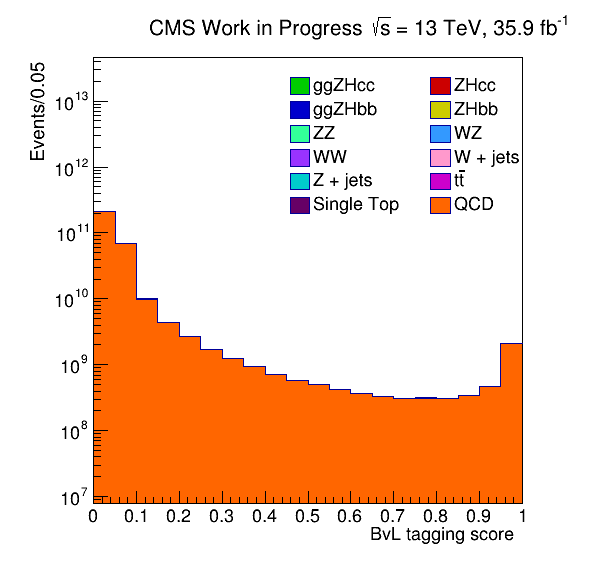 CMS Work in Progress √s = 13 TeV, 35.9 fb⁻¹
Events/0.05
ggZHcc ZHcc
ggZHbb ZHbb
ZZ WZ
WW W + jets
Z + jets tt̄
Single Top QCD
10¹³
10¹²
10¹¹
10¹⁰
10⁹
10⁸
10⁷
0 0.1 0.2 0.3 0.4 0.5 0.6 0.7 0.8 0.9 1
BvL tagging score